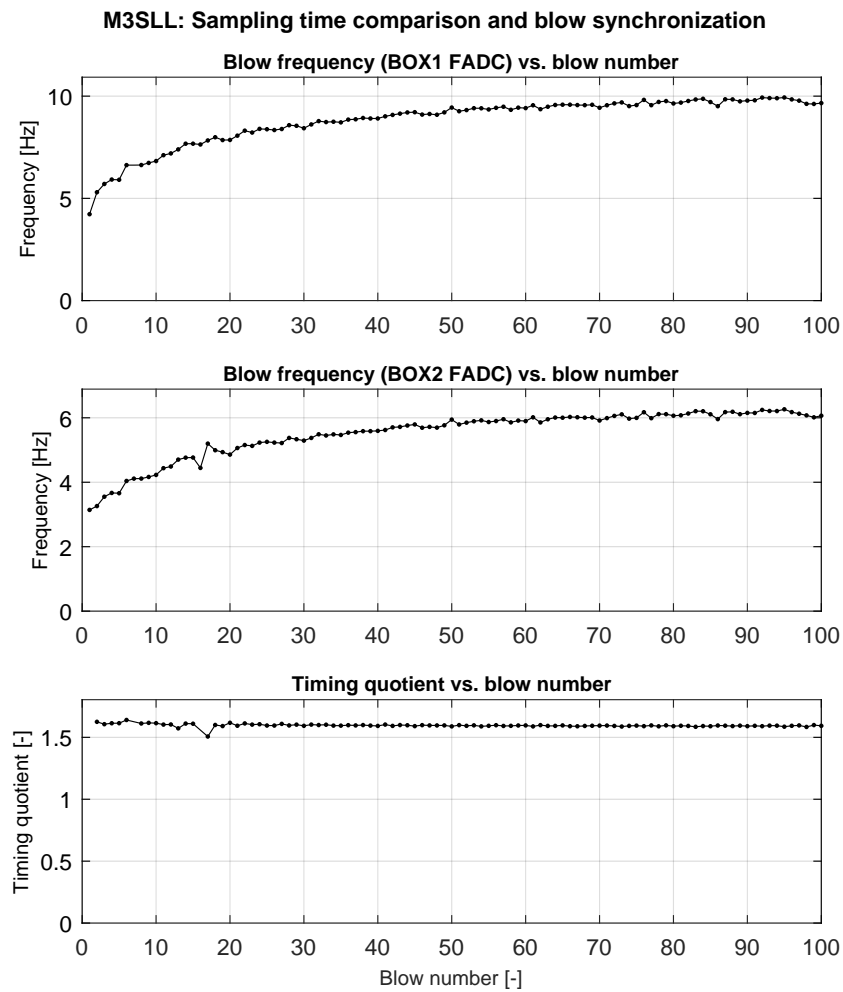 M3SLL: Sampling time comparison and blow synchronization
Blow frequency (BOX1 FADC) vs. blow number
10
5
0
Frequency [Hz]
0 10 20 30 40 50 60 70 80 90 100
Blow frequency (BOX2 FADC) vs. blow number
6
4
2
0
Frequency [Hz]
0 10 20 30 40 50 60 70 80 90 100
Timing quotient vs. blow number
1.5
1
0.5
0
Timing quotient [-]
0 10 20 30 40 50 60 70 80 90 100
Blow number [-]